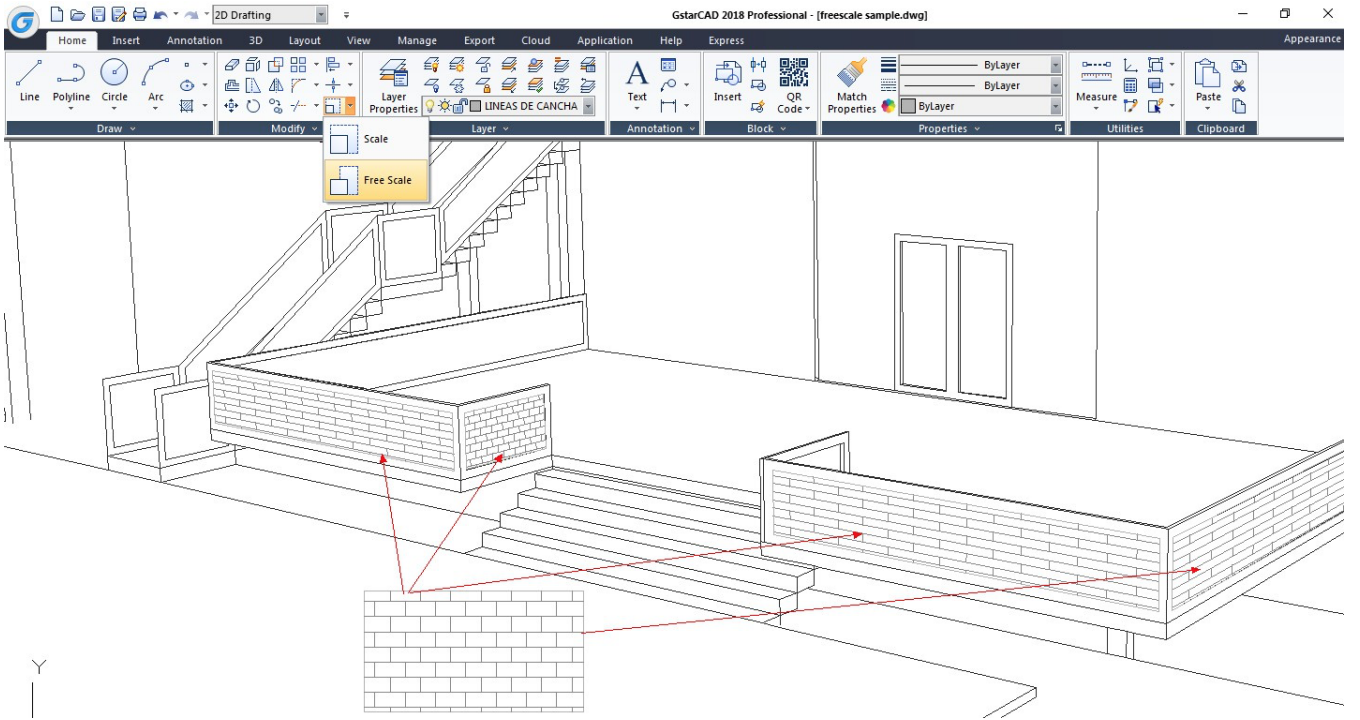 2D Drafting
GstarCAD 2018 Professional - [freescale sample.dwg]
Home Insert Annotation 3D Layout View Manage Export Cloud Application Help Express Appearance
Line Polyline Circle Arc
Layer Properties
LINEAS DE CANCHA
Text
Insert
QR Code
Match Properties
ByLayer
ByLayer
ByLayer
Measure
Paste
Draw Modify Layer Annotation Block Properties Utilities Clipboard
Scale
Free Scale
Y